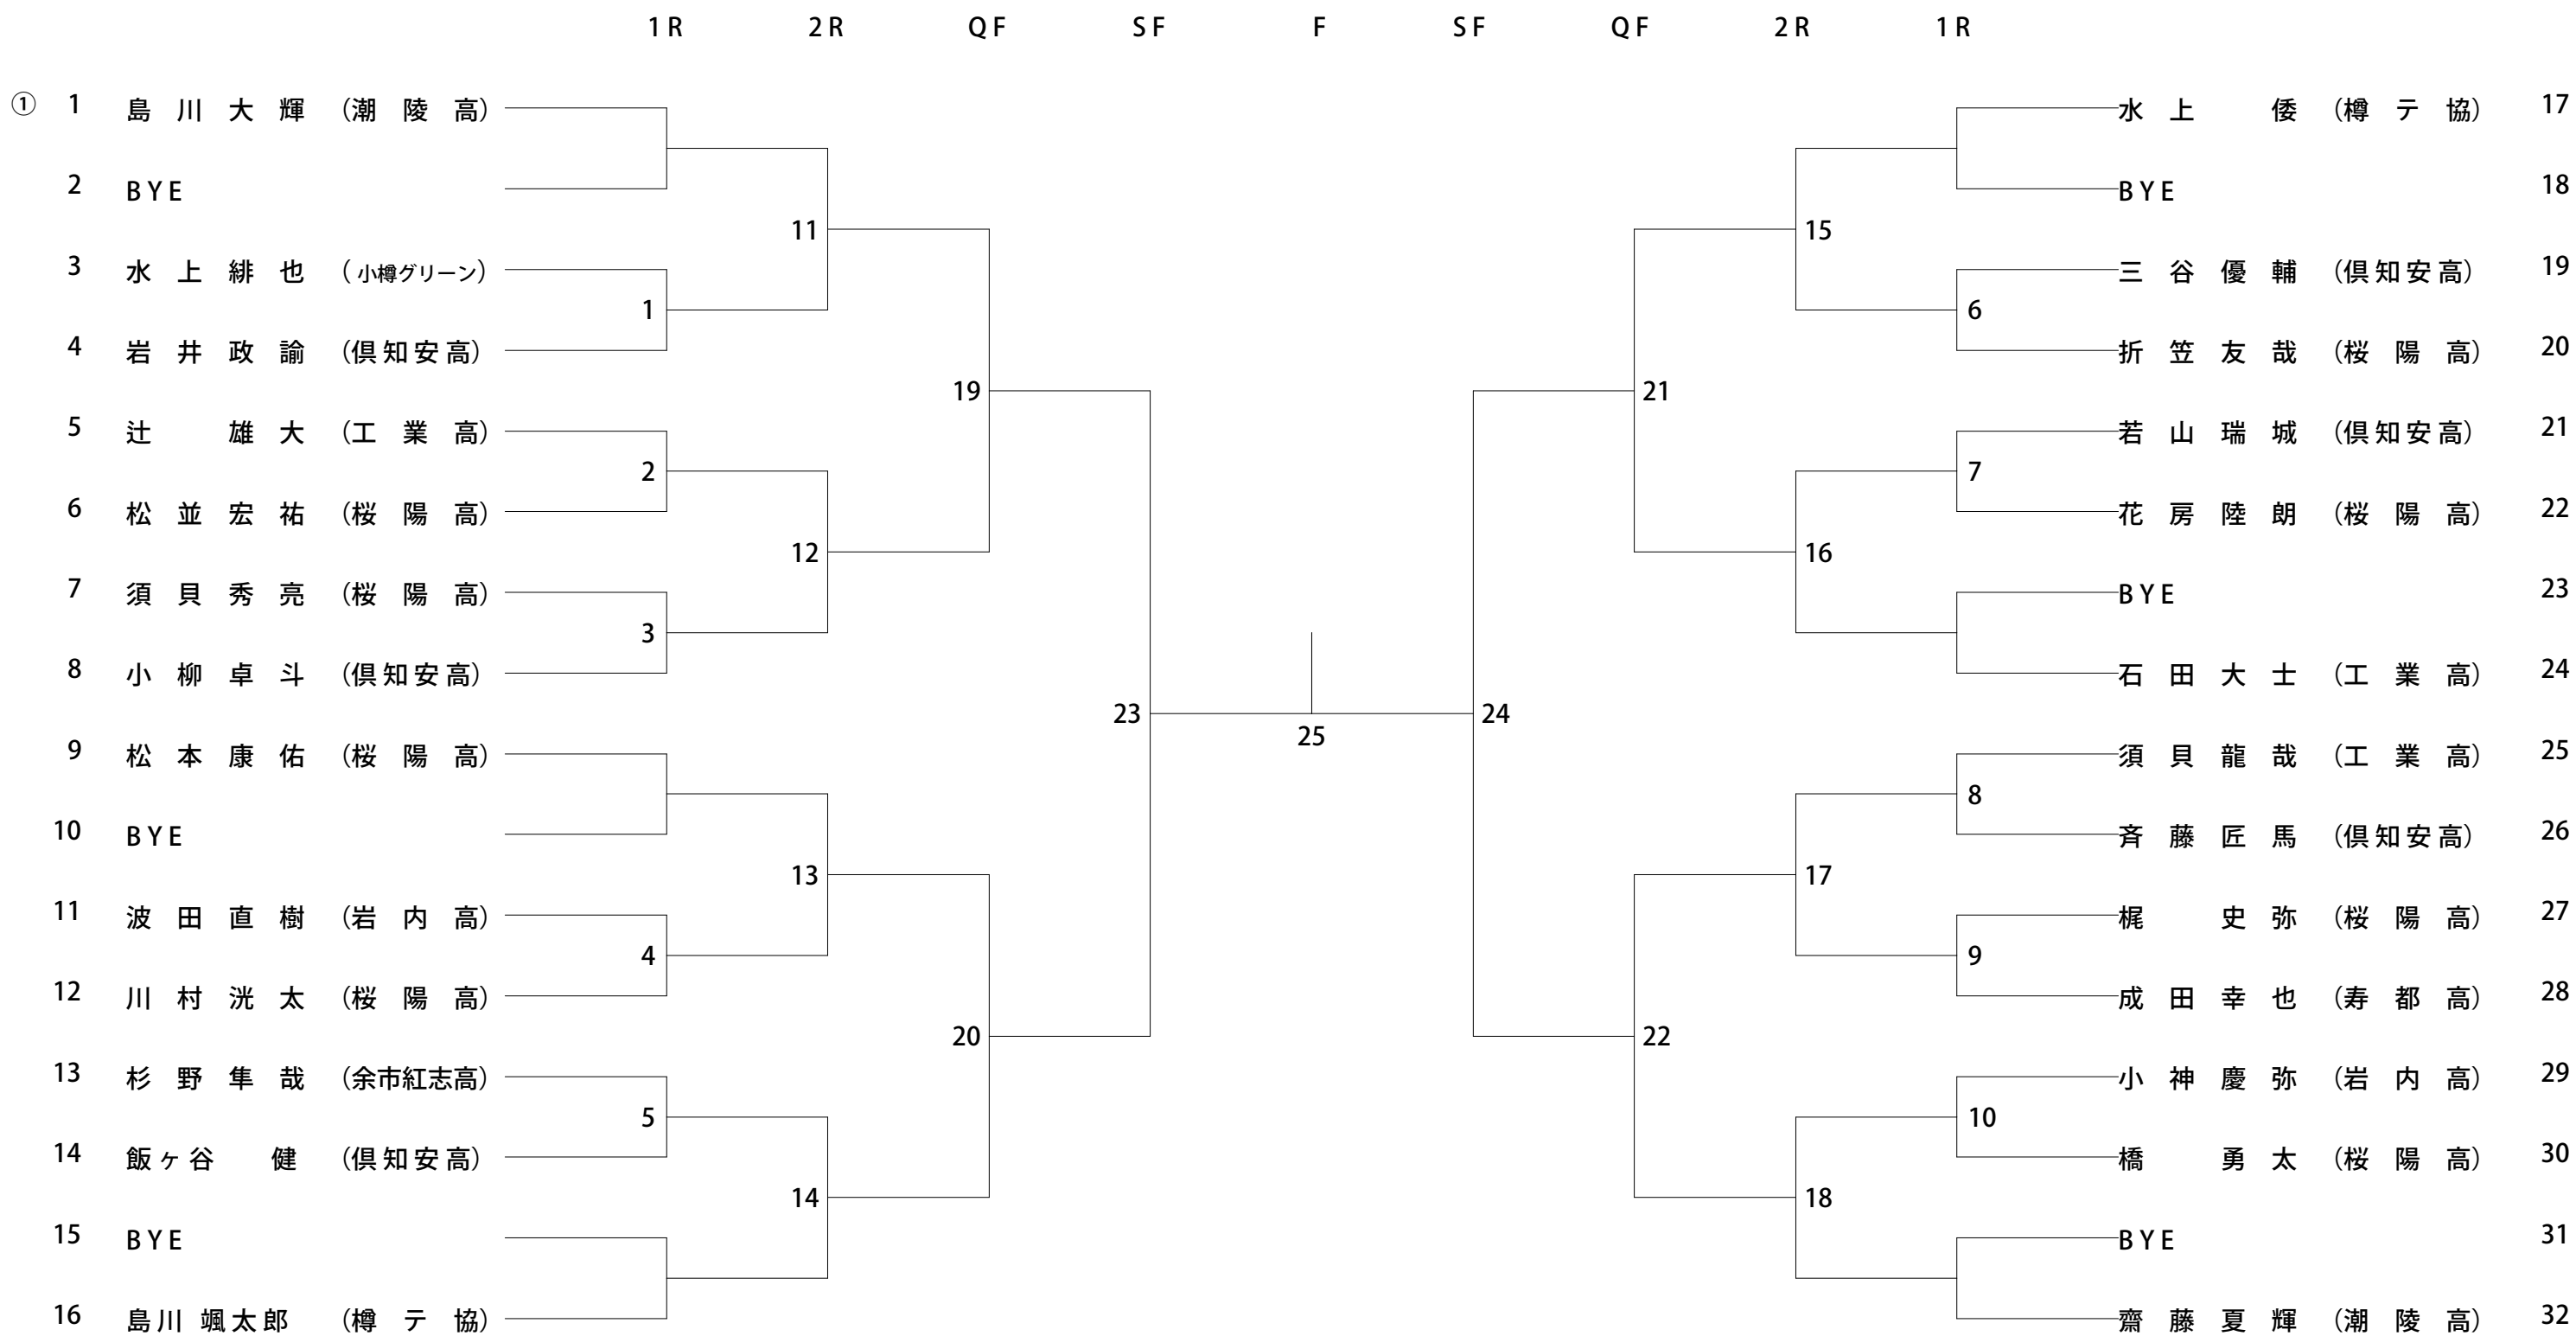 1R 2R QF SF F SF QF 2R 1R
① 1 島川大輝 (潮陵高) 水上 倭 (樽テ協) 17
2 BYE BYE 18
11 15
3 水上緋也 (小樽グリーン) 三谷優輔 (倶知安高) 19
1 6
4 岩井政諭 (倶知安高) 折笠友哉 (桜陽高) 20
19 21
5 辻 雄大 (工業高) 若山瑞城 (倶知安高) 21
2 7
6 松並宏祐 (桜陽高) 花房陸朗 (桜陽高) 22
12 16
7 須貝秀亮 (桜陽高) BYE 23
3
8 小柳卓斗 (倶知安高) 石田大士 (工業高) 24
23 24
25
9 松本康佑 (桜陽高) 須貝龍哉 (工業高) 25
8
10 BYE 斉藤匠馬 (倶知安高) 26
13 17
11 波田直樹 (岩内高) 梶 史弥 (桜陽高) 27
4 9
12 川村洸太 (桜陽高) 成田幸也 (寿都高) 28
20 22
13 杉野隼哉 (余市紅志高) 小神慶弥 (岩内高) 29
5 10
14 飯ヶ谷 健 (倶知安高) 橋 勇太 (桜陽高) 30
14 18
15 BYE BYE 31
16 島川 颯太郎 (樽テ協) 齋藤夏輝 (潮陵高) 32